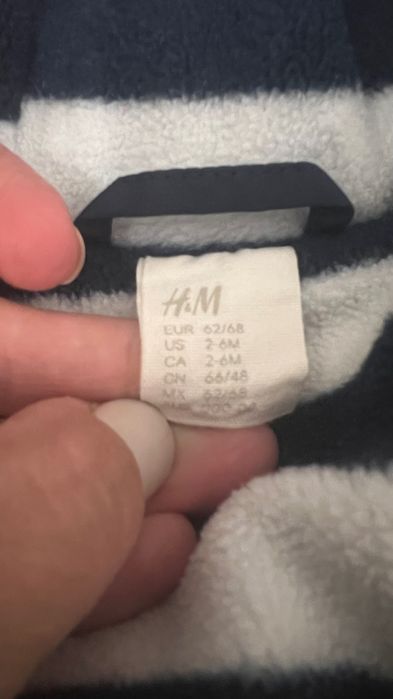 H&M
EUR 62/68
US 2-6M
CA 2-6M
CN 66/48
MX 62/68